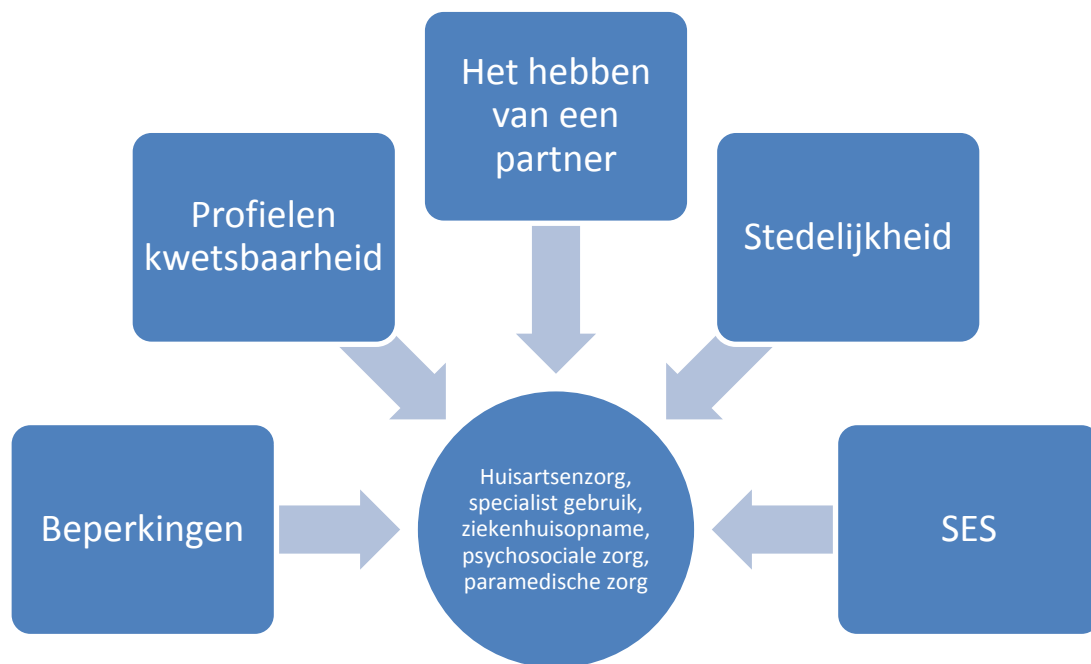 Het hebben
van een
partner
Profielen
kwetsbaarheid
Stedelijkheid
Beperkingen
Huisartsenzorg,
specialist gebruik,
ziekenhuisopname,
psychosociale zorg,
paramedische zorg
SES